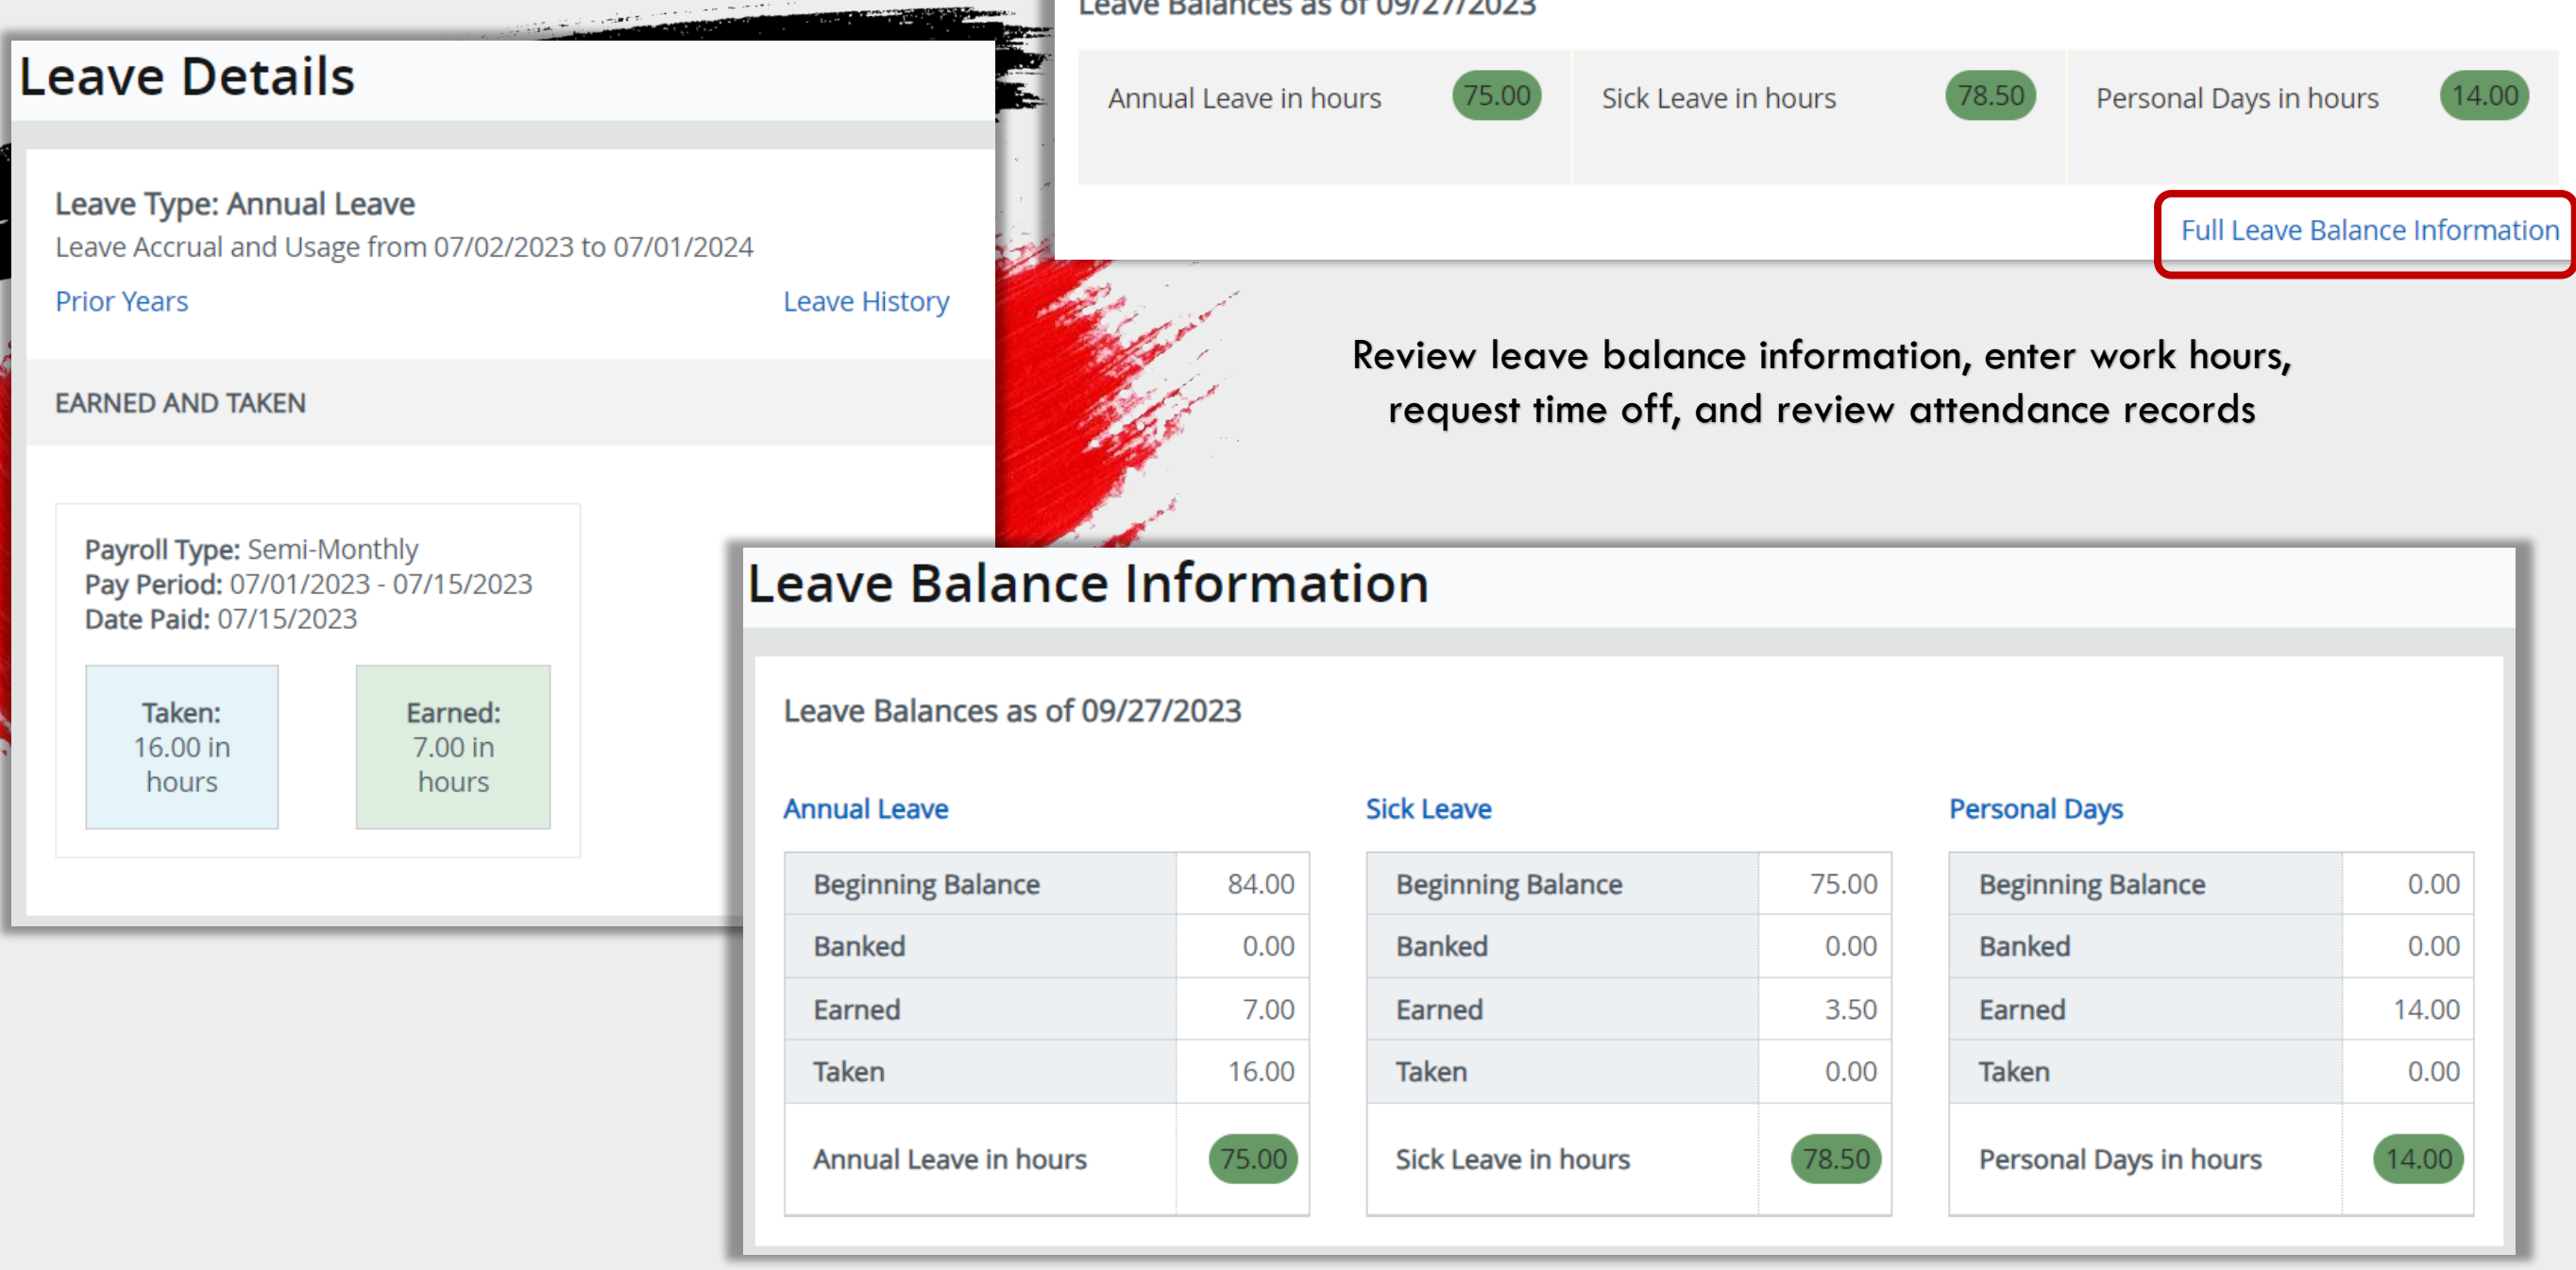 Leave Details
Leave Type: Annual Leave
Leave Accrual and Usage from 07/02/2023 to 07/01/2024
Prior Years
Leave History
EARNED AND TAKEN
Payroll Type: Semi-Monthly
Pay Period: 07/01/2023 - 07/15/2023
Date Paid: 07/15/2023
Taken:
16.00 in
hours
Earned:
7.00 in
hours
Leave Balances as of 09/27/2023
Annual Leave in hours 75.00
Sick Leave in hours 78.50
Personal Days in hours 14.00
Full Leave Balance Information
Review leave balance information, enter work hours,
request time off, and review attendance records
Leave Balance Information
Leave Balances as of 09/27/2023
Annual Leave
Beginning Balance 84.00
Banked 0.00
Earned 7.00
Taken 16.00
Annual Leave in hours 75.00
Sick Leave
Beginning Balance 75.00
Banked 0.00
Earned 3.50
Taken 0.00
Sick Leave in hours 78.50
Personal Days
Beginning Balance 0.00
Banked 0.00
Earned 14.00
Taken 0.00
Personal Days in hours 14.00